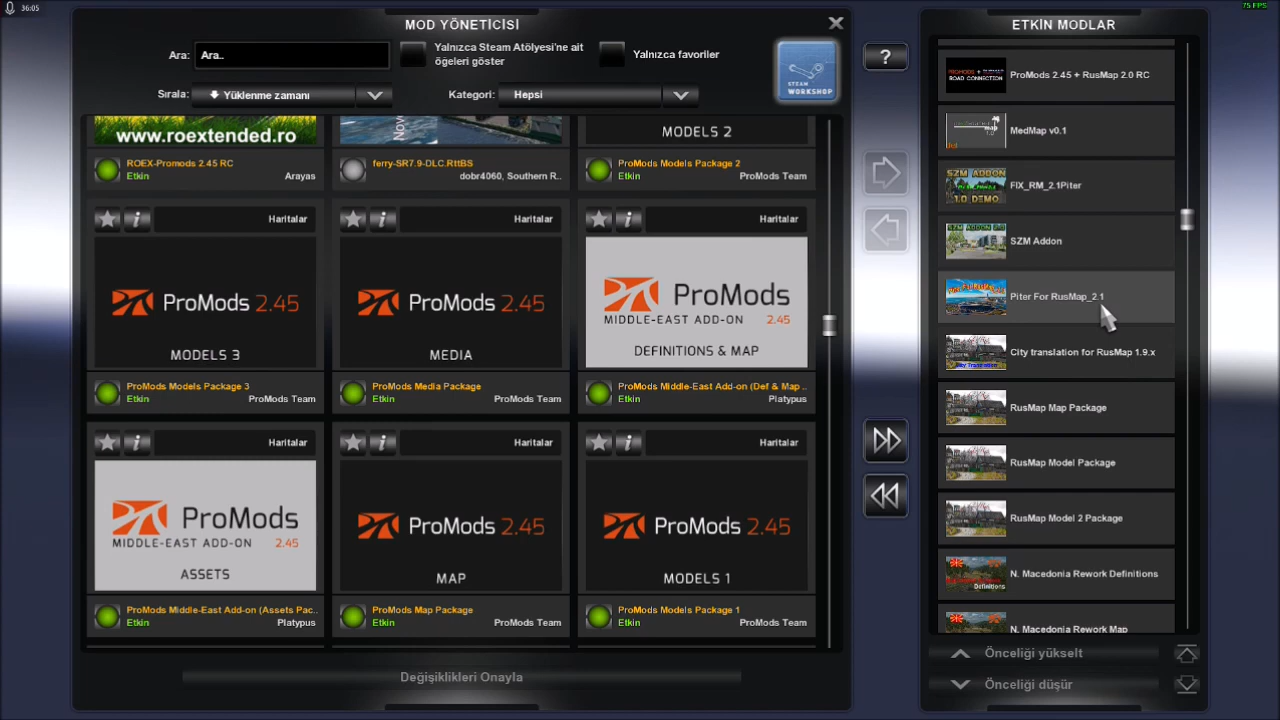 36:05
75 FPS
MOD YÖNETİCİSİ
Ara:
Ara..
Yalnızca Steam Atölyesi'ne ait
öğeleri göster
Yalnızca favoriler
STEAM
WORKSHOP
Sırala:
Yüklenme zamanı
Kategori:
Hepsi
www.roextended.ro
ROEX-Promods 2.45 RC
Etkin
Arayas
Nov
ferry-SR7.9-DLC.RttBS
dobr4060, Southern R..
MODELS 2
ProMods Models Package 2
Etkin
ProMods Team
Haritalar
ProMods 2.45
MODELS 3
ProMods Models Package 3
Etkin
ProMods Team
Haritalar
ProMods 2.45
MEDIA
ProMods Media Package
Etkin
ProMods Team
Haritalar
ProMods
MIDDLE-EAST ADD-ON 2.45
DEFINITIONS & MAP
ProMods Middle-East Add-on (Def & Map ..
Etkin
Platypus
Haritalar
ProMods
MIDDLE-EAST ADD-ON 2.45
ASSETS
ProMods Middle-East Add-on (Assets Pac..
Etkin
Platypus
Haritalar
ProMods 2.45
MAP
ProMods Map Package
Etkin
ProMods Team
Haritalar
ProMods 2.45
MODELS 1
ProMods Models Package 1
Etkin
ProMods Team
Değişiklikleri Onayla
?
ETKİN MODLAR
ROAD CONNECTION
ProMods 2.45 + RusMap 2.0 RC
MedMap v0.1
SZM ADDON
1.0 DEMO
FIX_RM_2.1Piter
SZM Addon
Piter For RusMap_2.1
City translation for RusMap 1.9.x
RusMap Map Package
RusMap Model Package
RusMap Model 2 Package
Definitions
N. Macedonia Rework Definitions
N. Macedonia Rework Map
Önceliği yükselt
Önceliği düşür